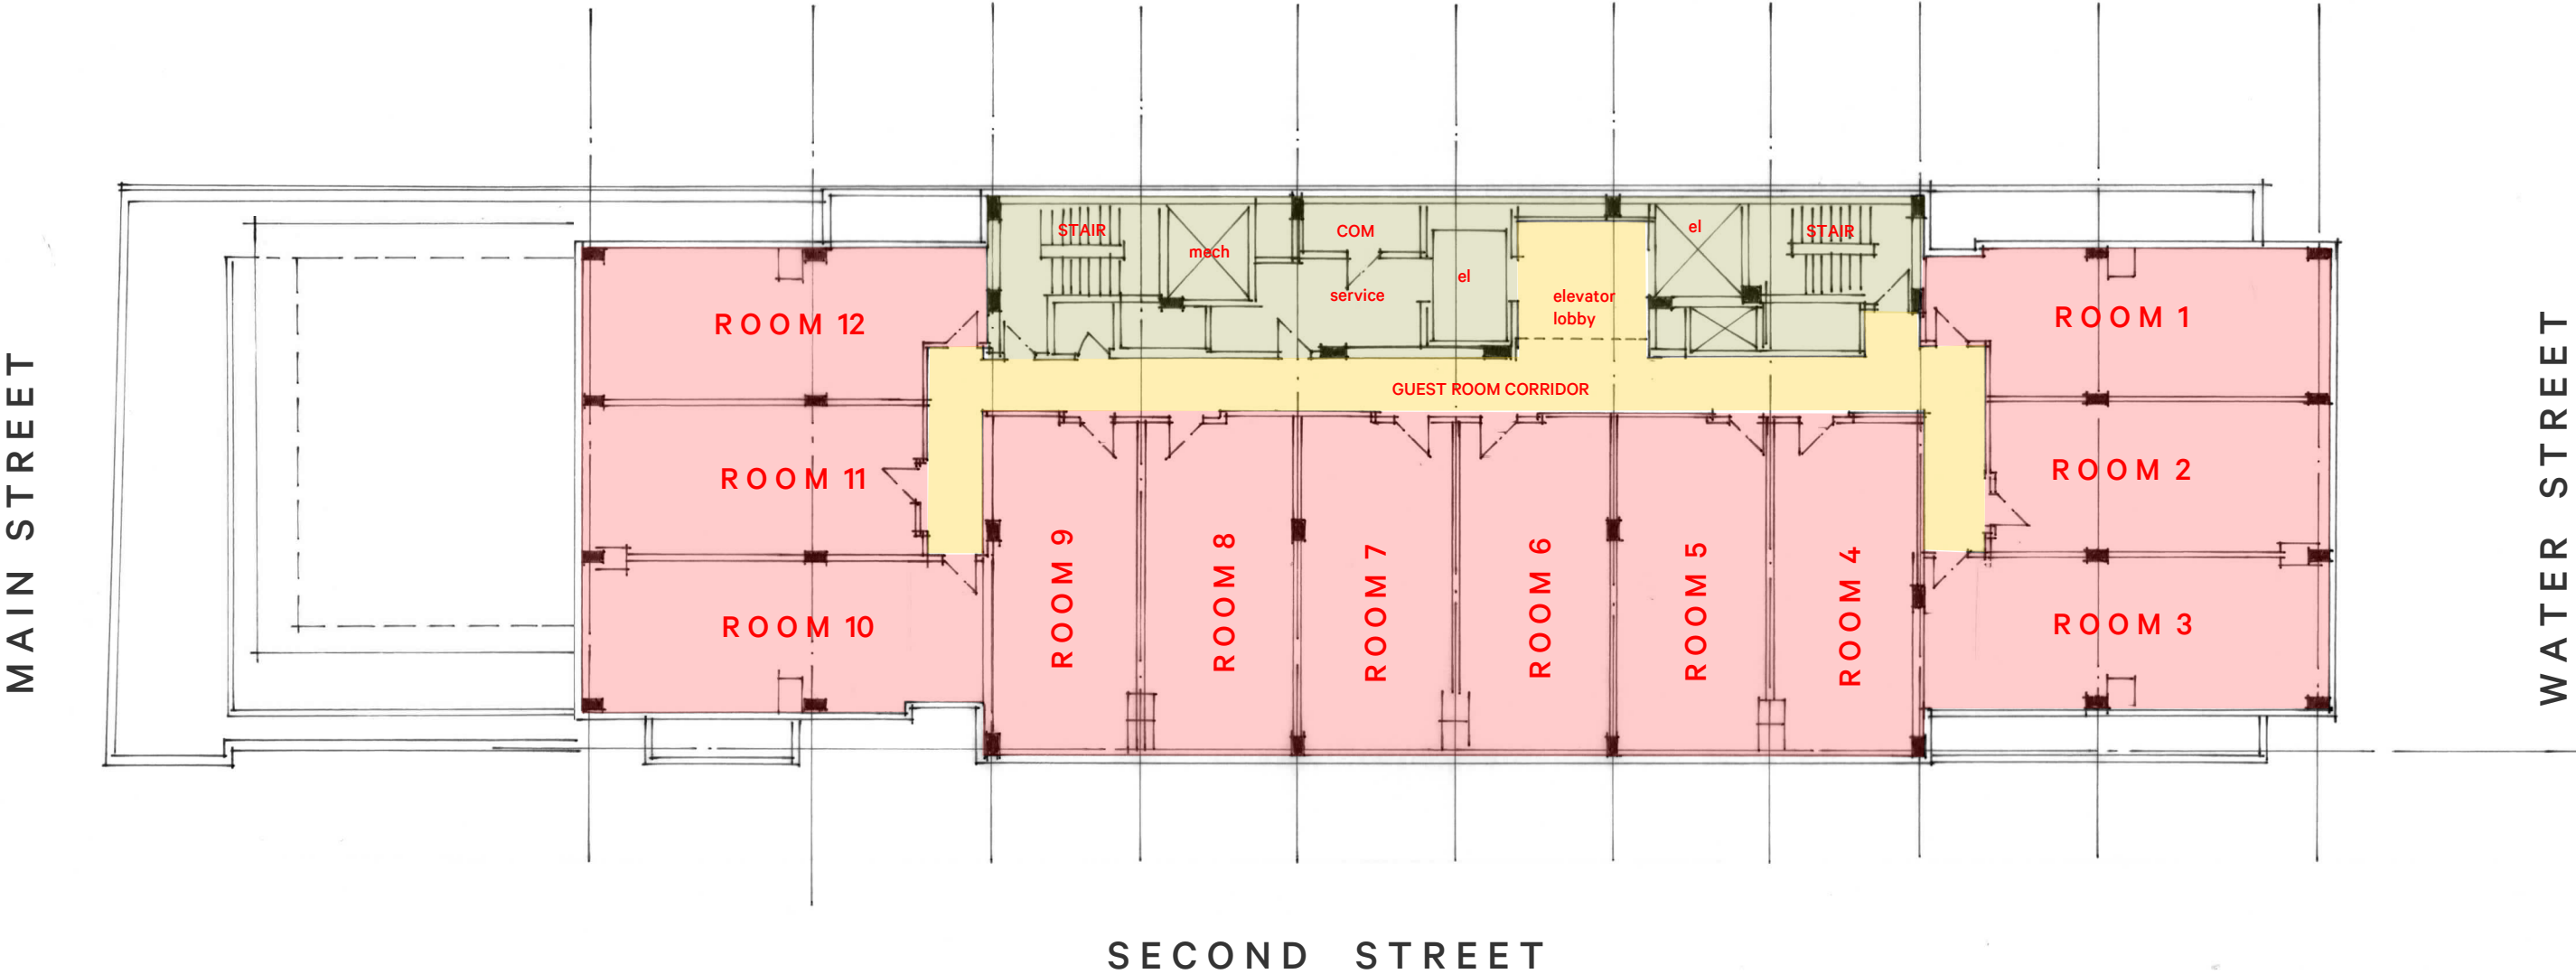 STAIR
mech
COM
service
el
elevator
lobby
el
STAIR
GUEST ROOM CORRIDOR
ROOM 12
ROOM 11
ROOM 10
ROOM 9
ROOM 8
ROOM 7
ROOM 6
ROOM 5
ROOM 4
ROOM 1
ROOM 2
ROOM 3
MAIN STREET
WATER STREET
SECOND STREET